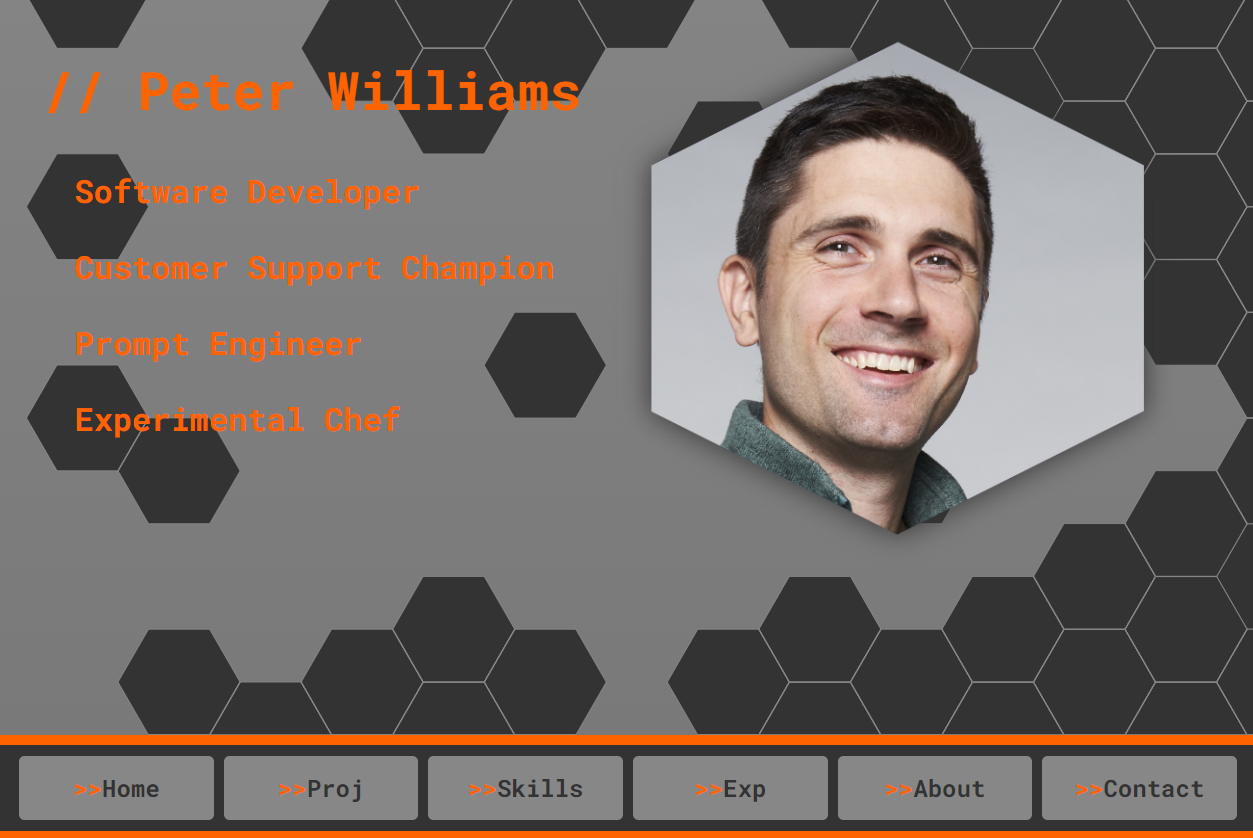 // Peter Williams
Software Developer
Customer Support Champion
Prompt Engineer
Experimental Chef
>>Home >>Proj >>Skills >>Exp >>About >>Contact